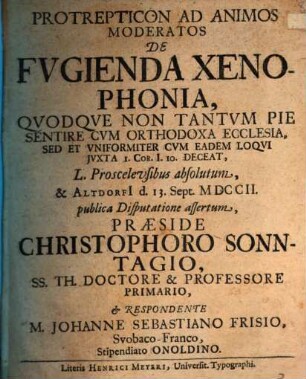 PROTREPTICON AD ANIMOS
MODERATOS
DE
FVGIENDA XENO-
PHONIA,
QVODQVE NON TANTVM PIE
SENTIRE CVM ORTHODOXA ECCLESIA,
SED ET VNIFORMITER CVM EADEM LOQVI
JVXTA 1. COR. I. 10. DECEAT,
L. Proscelevsibus absolutum,
& ALTDORFI d. 13. Sept. MDCCII.
publica Disputatione assertum,
PRÆSIDE
CHRISTOPHORO SONN-
TAGIO,
SS. TH. DOCTORE & PROFESSORE
PRIMARIO,
& RESPONDENTE
M. JOHANNE SEBASTIANO FRISIO,
Svobaco-Franco,
Stipendiato ONOLDINO.
Literis HENRICI MEYERI, Universit. Typographi.